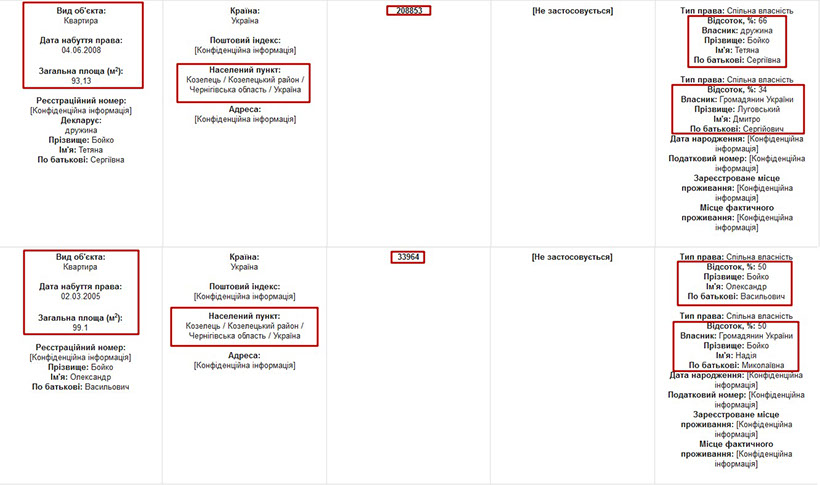 Вид об'єкта:
Квартира
Дата набуття права:
04.06.2008
Загальна площа (м²):
93,13
Реєстраційний номер:
[Конфіденційна інформація]
Декларує:
дружина
Прізвище: Бойко
Ім'я: Тетяна
По батькові: Сергіївна
Країна:
Україна
Поштовий індекс:
[Конфіденційна інформація]
Населений пункт:
Козелець / Козелецький район /
Чернігівська область / Україна
Адреса:
[Конфіденційна інформація]
208853
[Не застосовується]
Тип права: Спільна власність
Відсоток, %: 66
Власник: дружина
Прізвище: Бойко
Ім'я: Тетяна
По батькові: Сергіївна
Тип права: Спільна власність
Відсоток, %: 34
Власник: Громадянин України
Прізвище: Луговський
Ім'я: Дмитро
По батькові: Сергійович
Дата народження: [Конфіденційна
інформація]
Податковий номер: [Конфіденційна
інформація]
Зареєстроване місце
проживання: [Конфіденційна
інформація]
Місце фактичного
проживання: [Конфіденційна
інформація]
Вид об'єкта:
Квартира
Дата набуття права:
02.03.2005
Загальна площа (м²):
99.1
Реєстраційний номер:
[Конфіденційна інформація]
Прізвище: Бойко
Ім'я: Олександр
По батькові: Васильович
Країна:
Україна
Поштовий індекс:
[Конфіденційна інформація]
Населений пункт:
Козелець / Козелецький район /
Чернігівська область / Україна
Адреса:
[Конфіденційна інформація]
33964
[Не застосовується]
Тип права: Спільна власність
Відсоток, %: 50
Прізвище: Бойко
Ім'я: Олександр
По батькові: Васильович
Тип права: Спільна власність
Відсоток, %: 50
Власник: Громадянин України
Прізвище: Бойко
Ім'я: Надія
По батькові: Миколаївна
Дата народження: [Конфіденційна
інформація]
Податковий номер: [Конфіденційна
інформація]
Зареєстроване місце
проживання: [Конфіденційна
інформація]
Місце фактичного
проживання: [Конфіденційна
інформація]